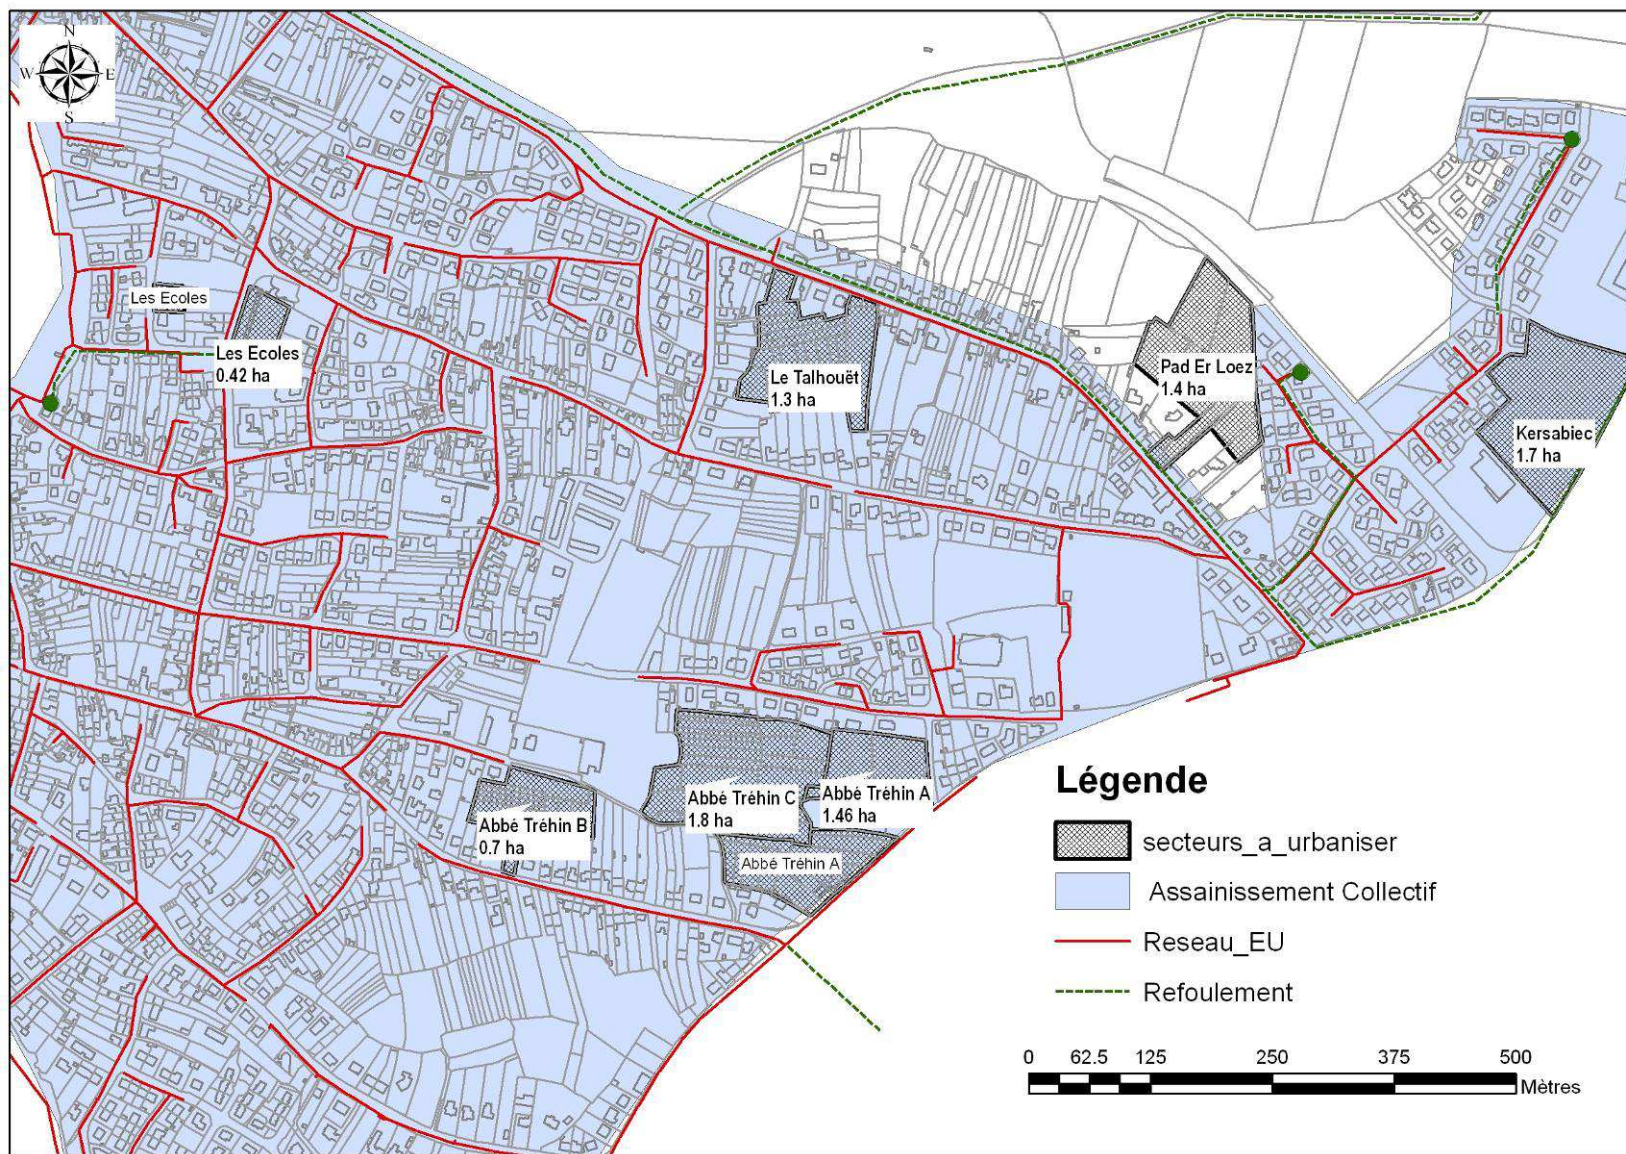 N
W E
S
Les Ecoles
Les Ecoles
0.42 ha
Le Talhouët
1.3 ha
Pad Er Loez
1.4 ha
Kersabiec
1.7 ha
Abbé Tréhin C
1.8 ha
Abbé Tréhin A
1.46 ha
Abbé Tréhin B
0.7 ha
Abbé Tréhin A
Légende
secteurs_a_urbaniser
Assainissement Collectif
Reseau_EU
Refoulement
0 62.5 125 250 375 500
Mètres